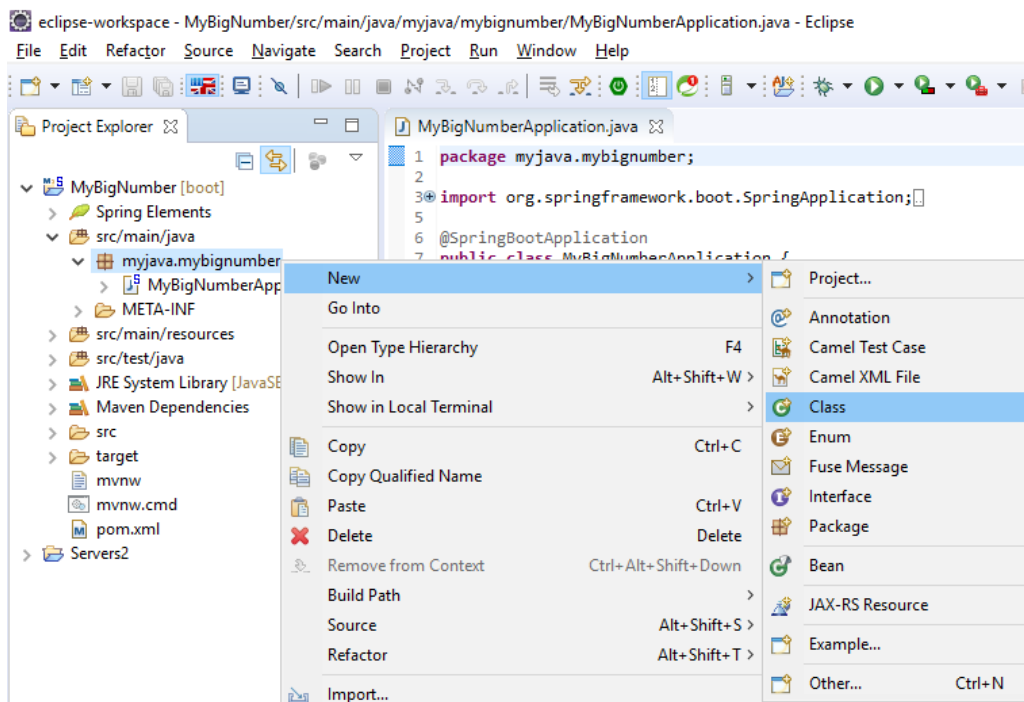 eclipse-workspace - MyBigNumber/src/main/java/myjava/mybignumber/MyBigNumberApplication.java - Eclipse
File Edit Refactor Source Navigate Search Project Run Window Help
Project Explorer
MyBigNumber [boot]
Spring Elements
src/main/java
myjava.mybignumber
MyBigNumberApp
META-INF
src/main/resources
src/test/java
JRE System Library [JavaSE
Maven Dependencies
src
target
mvnw
mvnw.cmd
pom.xml
Servers2
MyBigNumberApplication.java
1 package myjava.mybignumber;
2
3 import org.springframework.boot.SpringApplication;
5
6 @SpringBootApplication
7 public class MyBigNumberApplication {
New
Go Into
Open Type Hierarchy F4
Show In Alt+Shift+W
Show in Local Terminal
Copy Ctrl+C
Copy Qualified Name
Paste Ctrl+V
Delete Delete
Remove from Context Ctrl+Alt+Shift+Down
Build Path
Source Alt+Shift+S
Refactor Alt+Shift+T
Import...
Project...
Annotation
Camel Test Case
Camel XML File
Class
Enum
Fuse Message
Interface
Package
Bean
JAX-RS Resource
Example...
Other... Ctrl+N